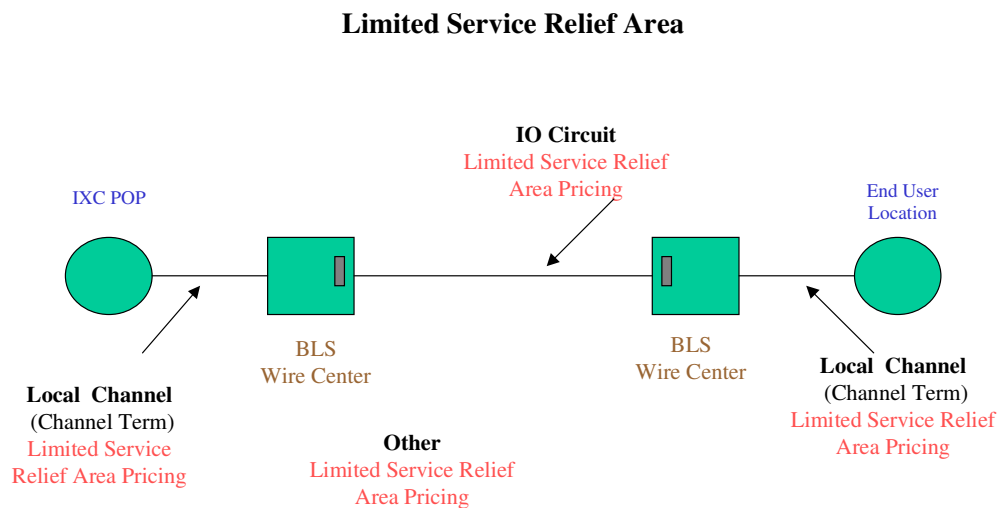 Limited Service Relief Area
IO Circuit
Limited Service Relief
Area Pricing
IXC POP
End User
Location
BLS
Wire Center
BLS
Wire Center
Local Channel
(Channel Term)
Limited Service
Relief Area Pricing
Local Channel
(Channel Term)
Limited Service Relief
Area Pricing
Other
Limited Service Relief
Area Pricing